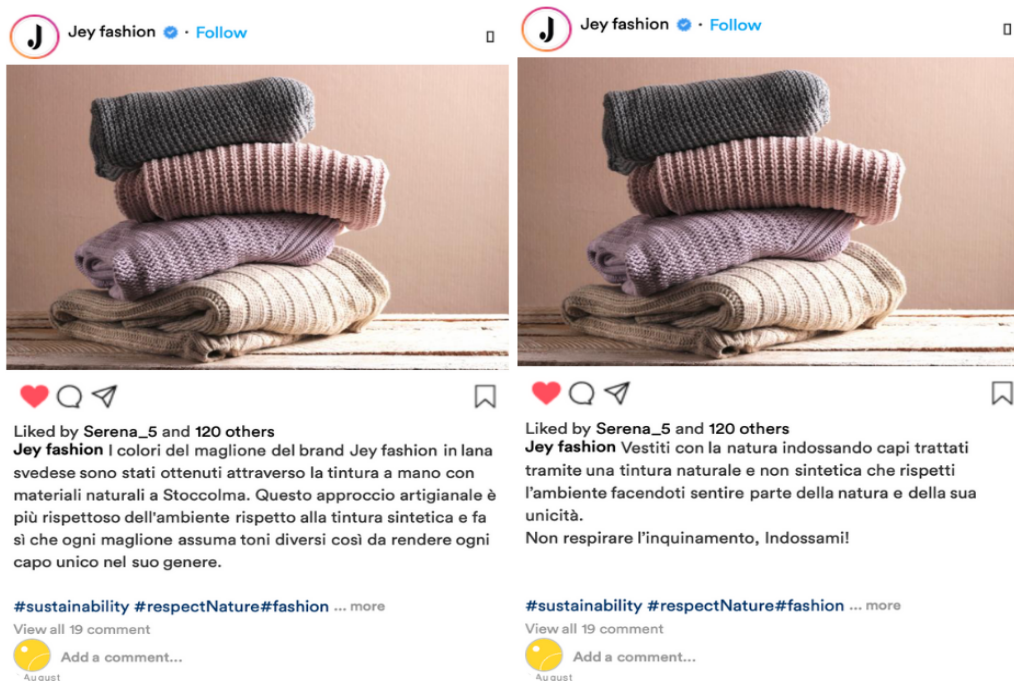 J
Jey fashion · Follow
Liked by Serena_5 and 120 others
Jey fashion I colori del maglione del brand Jey fashion in lana
svedese sono stati ottenuti attraverso la tintura a mano con
materiali naturali a Stoccolma. Questo approccio artigianale è
più rispettoso dell'ambiente rispetto alla tintura sintetica e fa
sì che ogni maglione assuma toni diversi così da rendere ogni
capo unico nel suo genere.
#sustainability #respectNature#fashion ... more
View all 19 comment
Add a comment...
August
J
Jey fashion · Follow
Liked by Serena_5 and 120 others
Jey fashion Vestiti con la natura indossando capi trattati
tramite una tintura naturale e non sintetica che rispetti
l'ambiente facendoti sentire parte della natura e della sua
unicità.
Non respirare l'inquinamento, Indossami!
#sustainability #respectNature#fashion ... more
View all 19 comment
Add a comment...
August